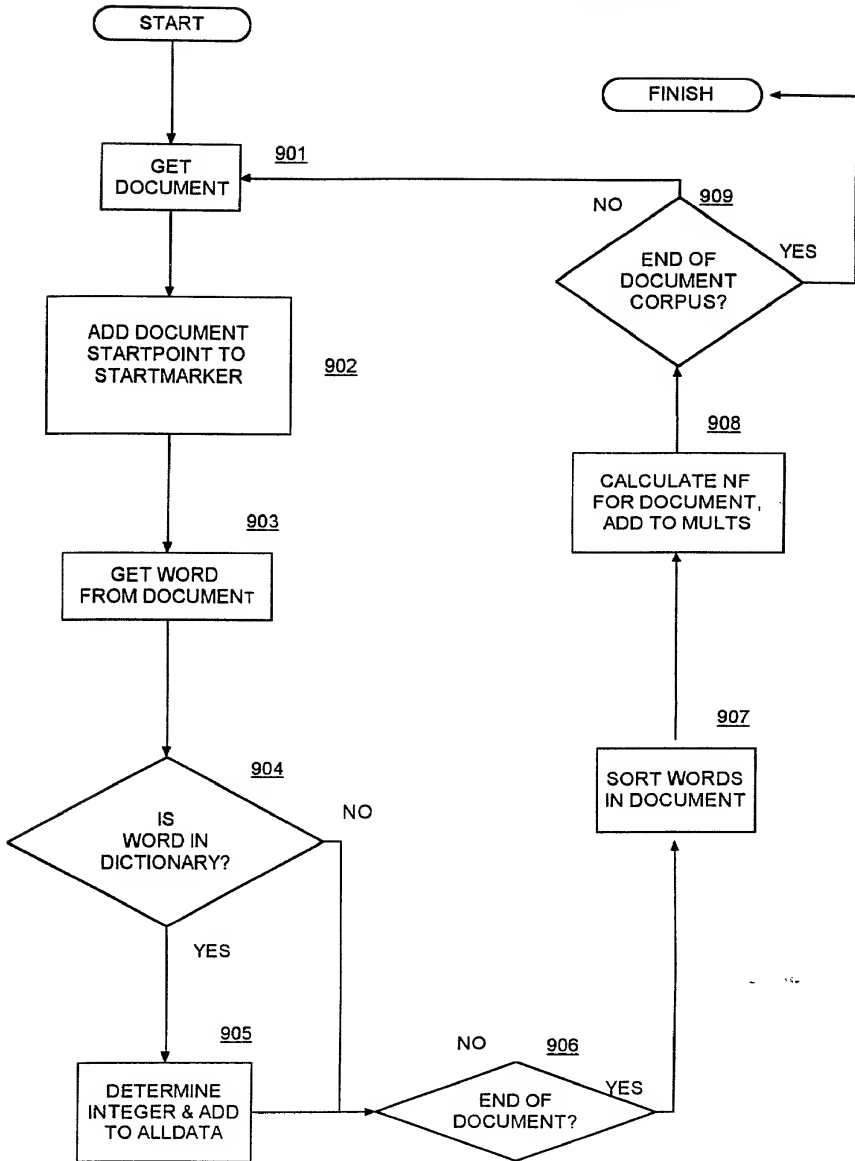 START
FINISH
901
GET
DOCUMENT
NO
909
YES
END OF
DOCUMENT
CORPUS?
ADD DOCUMENT
STARTPOINT TO
STARTMARKER
902
908
CALCULATE NF
FOR DOCUMENT,
ADD TO MULTS
903
GET WORD
FROM DOCUMENT
907
SORT WORDS
IN DOCUMENT
904
NO
IS
WORD IN
DICTIONARY?
YES
905
DETERMINE
INTEGER & ADD
TO ALLDATA
NO
906
YES
END OF
DOCUMENT?